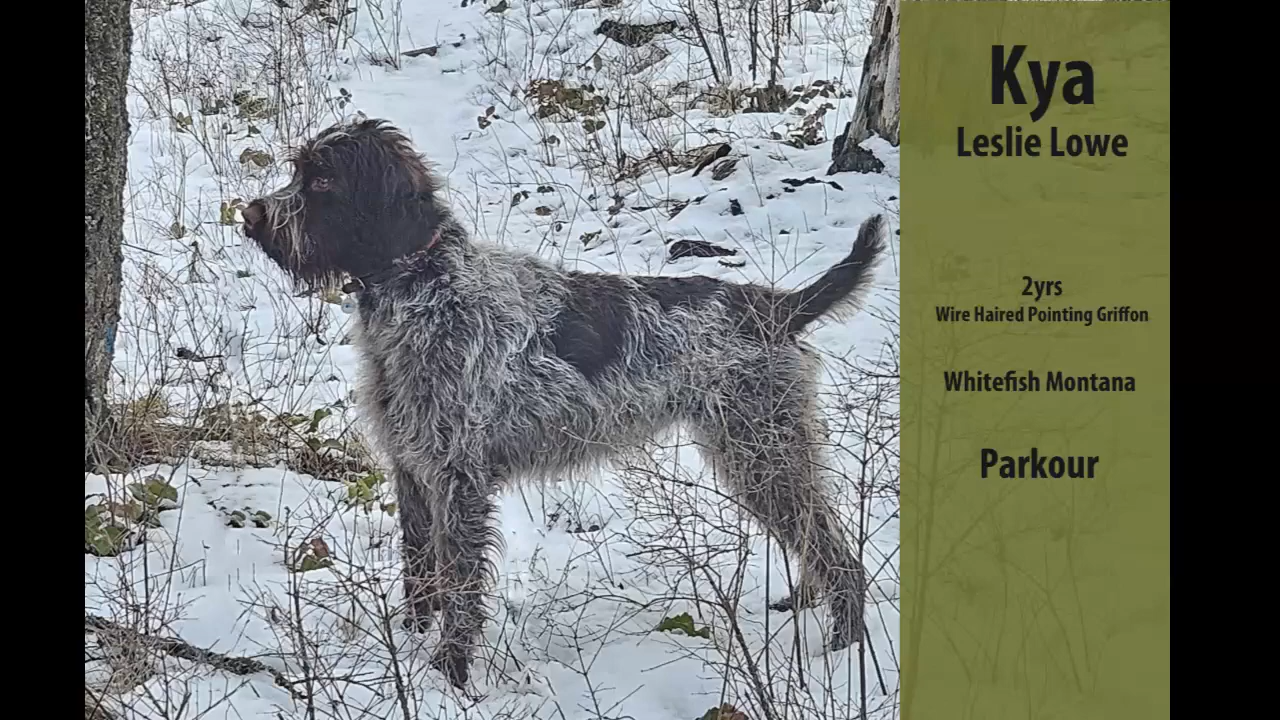 Kya
Leslie Lowe
2yrs
Wire Haired Pointing Griffon
Whitefish Montana
Parkour